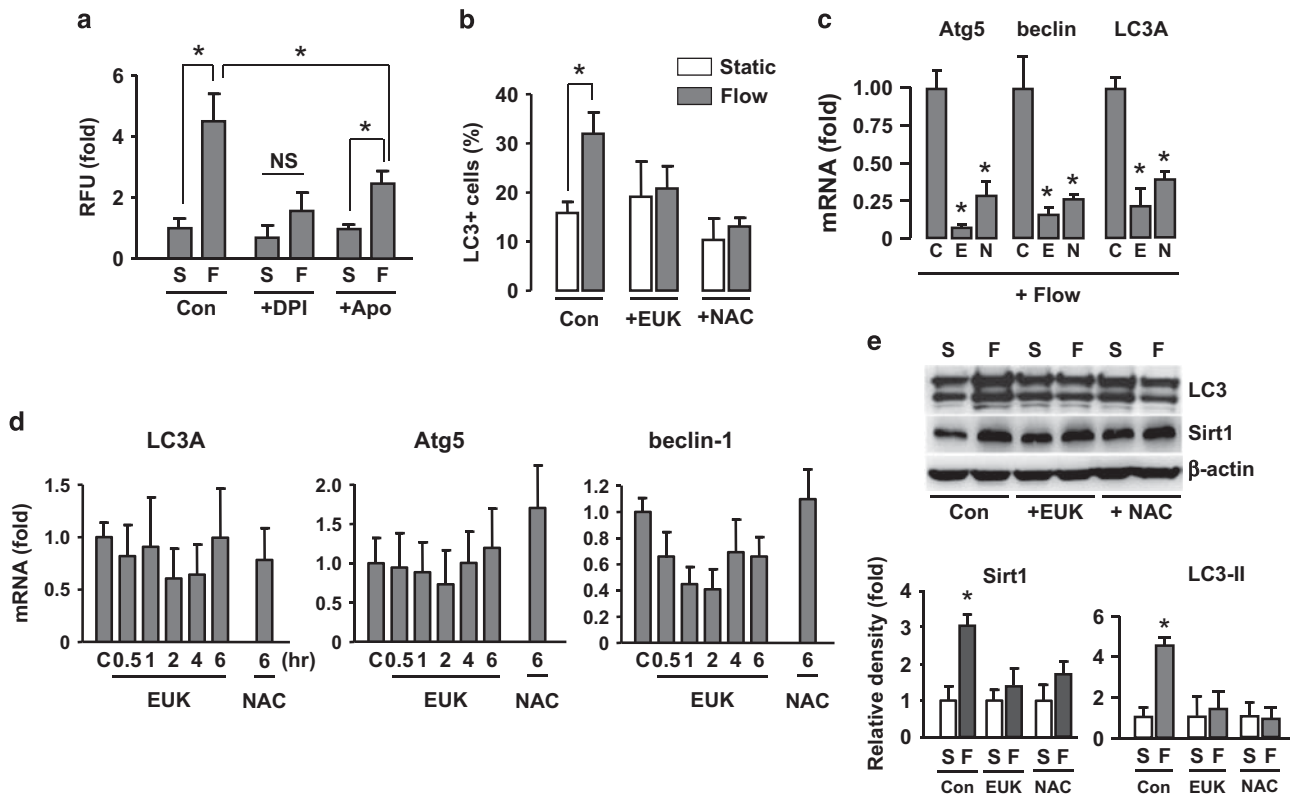 a
*
*
*
NS
RFU (fold)
6
4
2
0
S F S F S F
Con +DPI +Apo
b
Static
Flow
*
LC3+ cells (%)
40
30
20
10
0
Con +EUK +NAC
c
Atg5 beclin LC3A
mRNA (fold)
1.00
0.75
0.50
0.25
0
* * * * * *
C E N C E N C E N
+ Flow
d
LC3A
mRNA (fold)
1.5
1.0
0.5
0
C 0.5 1 2 4 6 6 (hr)
EUK NAC
Atg5
2.0
1.5
1.0
0.5
0
C 0.5 1 2 4 6 6
EUK NAC
beclin-1
1.2
1.0
0.8
0.6
0.4
0.2
0
C 0.5 1 2 4 6 6
EUK NAC
e
S F S F S F
LC3
Sirt1
β-actin
Con +EUK + NAC
Sirt1
Relative density (fold)
4
3
2
1
0
*
S F S F S F
Con EUK NAC
LC3-II
6
4
2
0
*
S F S F S F
Con EUK NAC